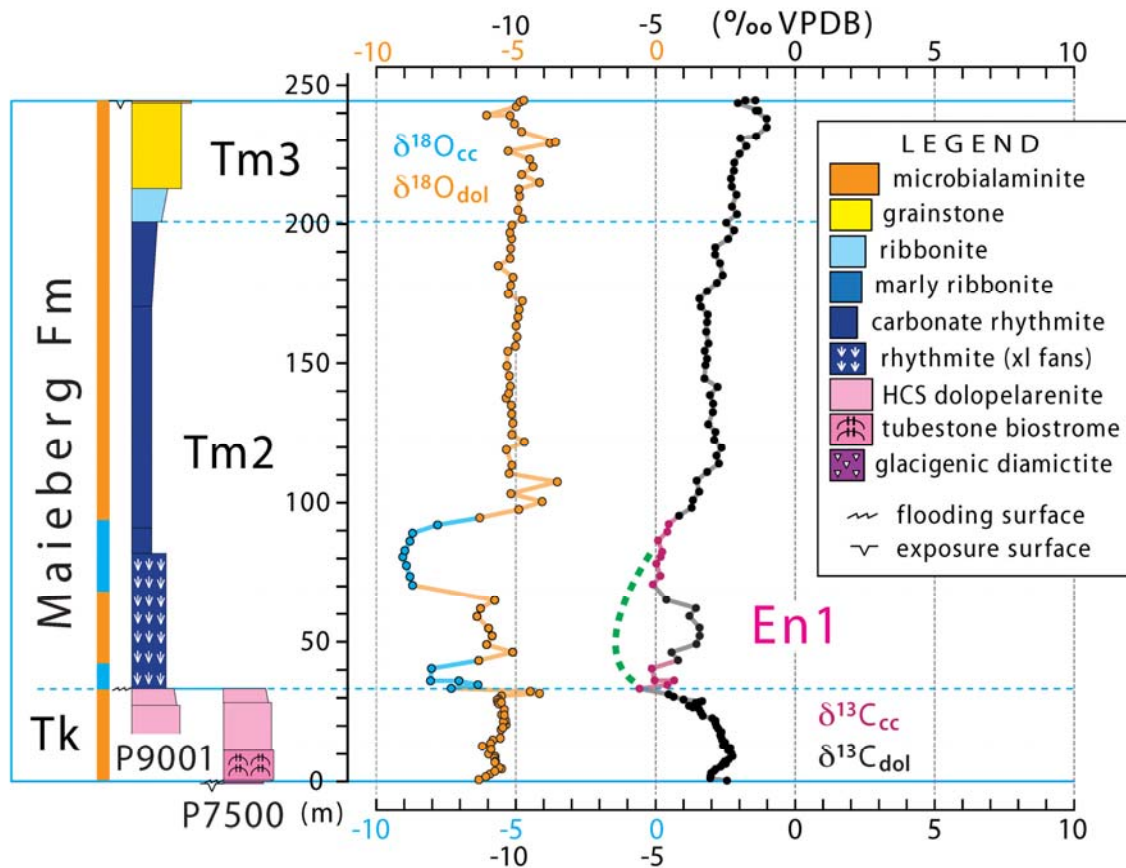 -10 -5 (‰ VPDB)
-10 -5 0 0 5 10
250
200
150
100
50
0
(m)
Maieberg Fm
Tm3
Tm2
Tk
P9001
P7500
δ18Occ
δ18Odol
En1
δ13Ccc
δ13Cdol
LEGEND
microbialaminite
grainstone
ribbonite
marly ribbonite
carbonate rhythmite
rhythmite (xl fans)
HCS dolopelarenite
tubestone biostrome
glacigenic diamictite
flooding surface
exposure surface
-10 -5 0 0 5 10
-10 -5